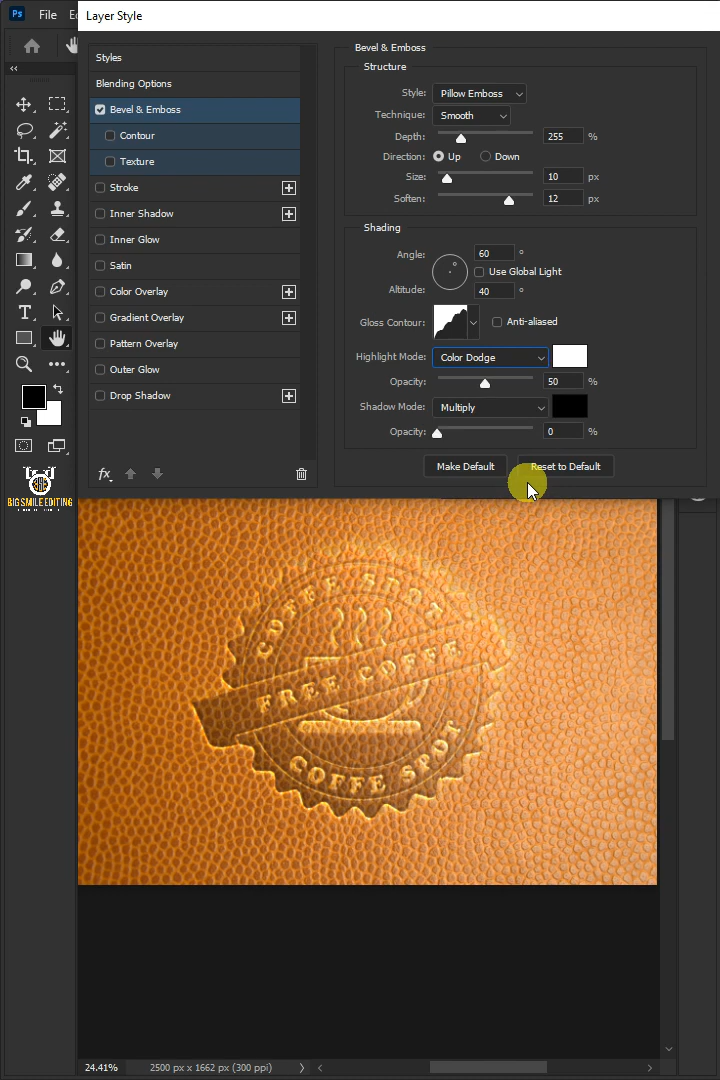 Ps File
Layer Style
Styles
Blending Options
Bevel & Emboss
Contour
Texture
Stroke
Inner Shadow
Inner Glow
Satin
Color Overlay
Gradient Overlay
Pattern Overlay
Outer Glow
Drop Shadow
fx
Bevel & Emboss
Structure
Style: Pillow Emboss
Technique: Smooth
Depth: 255 %
Direction: Up Down
Size: 10 px
Soften: 12 px
Shading
Angle: 60 °
Use Global Light
Altitude: 40 °
Gloss Contour: Anti-aliased
Highlight Mode: Color Dodge
Opacity: 50 %
Shadow Mode: Multiply
Opacity: 0 %
Make Default Reset to Default
BIG SMILE EDITING
COFFE SPOT
FREE COFFE
COFFE SPOT
24.41% 2500 px x 1662 px (300 ppi)